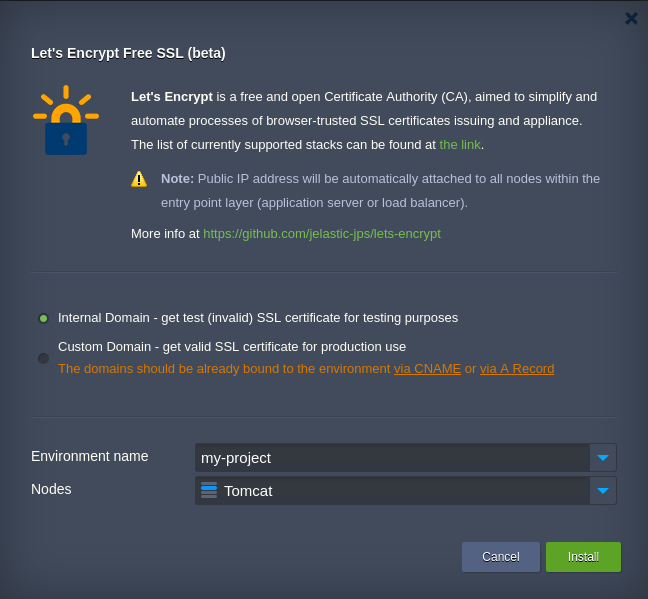 Let's Encrypt Free SSL (beta)
Let's Encrypt is a free and open Certificate Authority (CA), aimed to simplify and
automate processes of browser-trusted SSL certificates issuing and appliance.
The list of currently supported stacks can be found at the link.
Note: Public IP address will be automatically attached to all nodes within the
entry point layer (application server or load balancer).
More info at https://github.com/jelastic-jps/lets-encrypt
Internal Domain - get test (invalid) SSL certificate for testing purposes
Custom Domain - get valid SSL certificate for production use
The domains should be already bound to the environment via CNAME or via A Record
Environment name my-project
Nodes Tomcat
Cancel Install